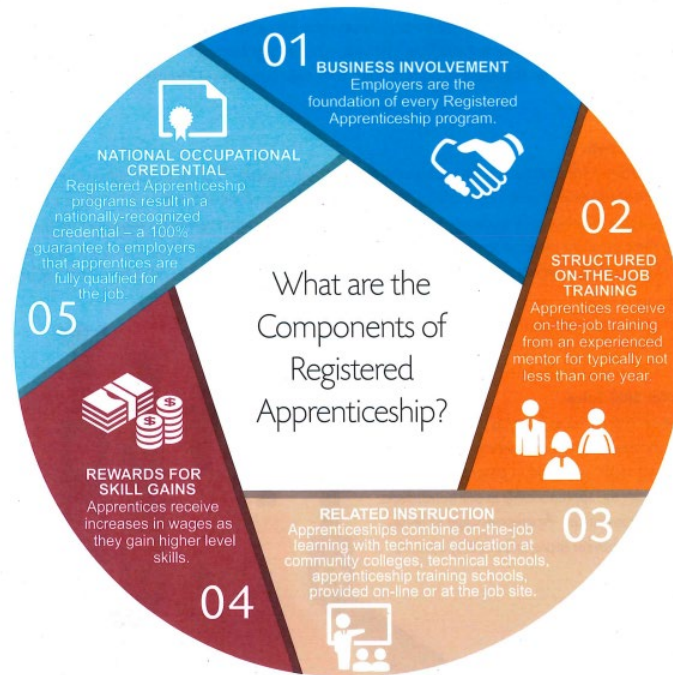 01
BUSINESS INVOLVEMENT
Employers are the
foundation of every Registered
Apprenticeship program.
02
STRUCTURED
ON-THE-JOB
TRAINING
Apprentices receive
on-the-job training
from an experienced
mentor for typically not
less than one year.
RELATED INSTRUCTION
Apprenticeships combine on-the-job
learning with technical education at
community colleges, technical schools,
apprenticeship training schools,
provided on-line or at the job site.
03
$
$
REWARDS FOR
SKILL GAINS
Apprentices receive
increases in wages as
they gain higher level
skills.
04
NATIONAL OCCUPATIONAL
CREDENTIAL
Registered Apprenticeship
programs result in a
nationally-recognized
credential – a 100%
guarantee to employers
that apprentices are
fully qualified for
the job.
05
What are the
Components of
Registered
Apprenticeship?